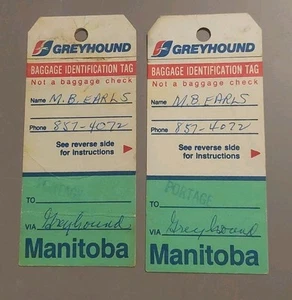 GREYHOUND
BAGGAGE IDENTIFICATION TAG
Not a baggage check
Name M.B. EARLS
Phone 857-4072
See reverse side
for Instructions
PORTAGE
TO
VIA Greyhound
Manitoba
GREYHOUND
BAGGAGE IDENTIFICATION TAG
Not a baggage check
Name M.B. EARLS
Phone 857-4072
See reverse side
for Instructions
PORTAGE
TO
VIA Greyhound
Manitoba